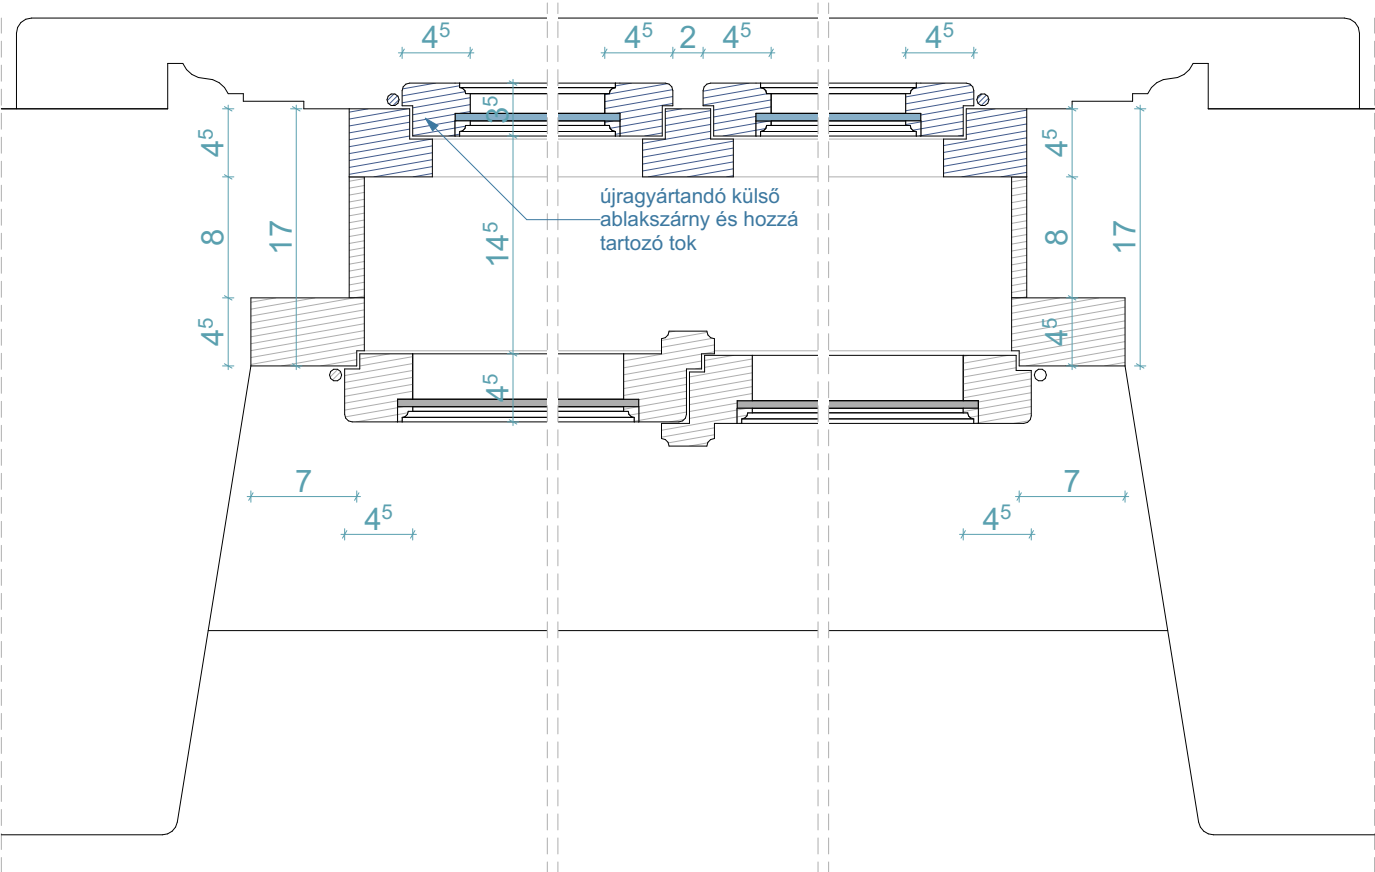 4⁵ 4⁵ 2 4⁵ 4⁵
3⁵
4⁵ 4⁵
újragyártandó külső
ablakszárny és hozzá
tartozó tok
8 17 14⁵ 8 17
4⁵ 4⁵
4⁵
7 7
4⁵ 4⁵